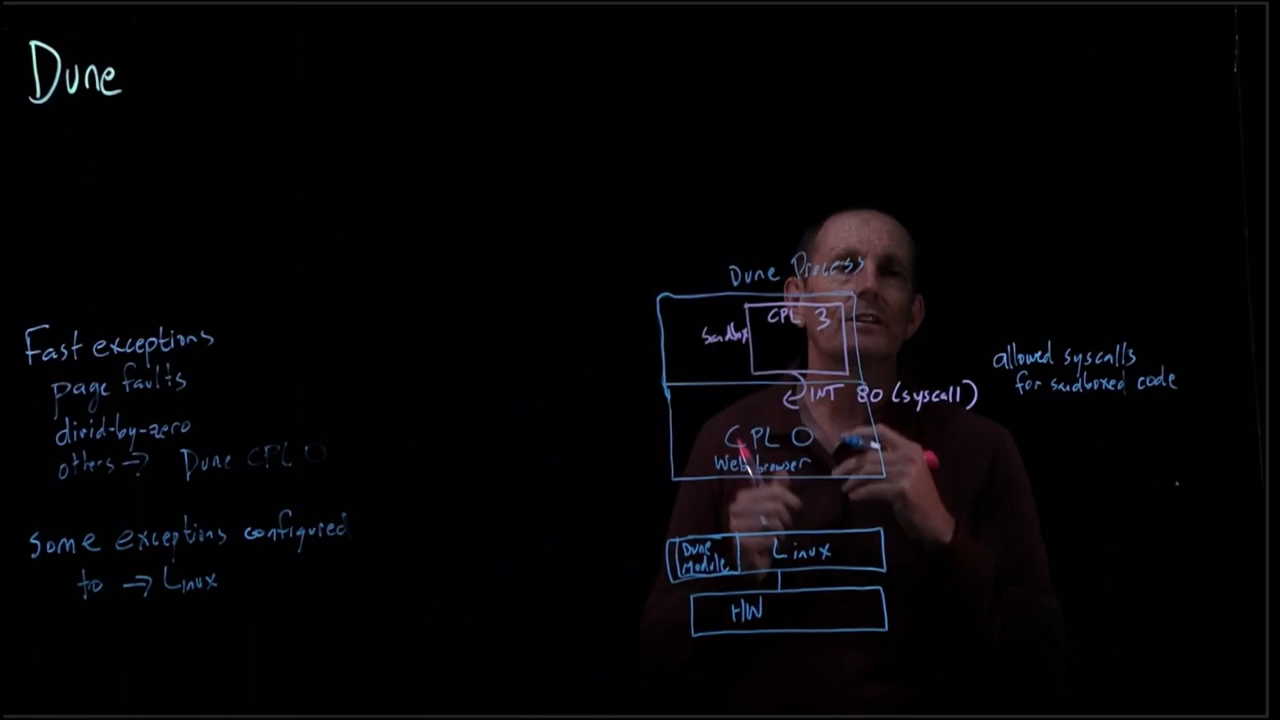 Dune
Dune Process
CPL 3
Sandbox
INT 80 (syscall)
allowed syscalls
for sandboxed code
CPL 0
Web browser
Fast exceptions
page faults
divid-by-zero
others → Dune CPL 0
Some exceptions configured
to → Linux
Dune
Module
Linux
H/W